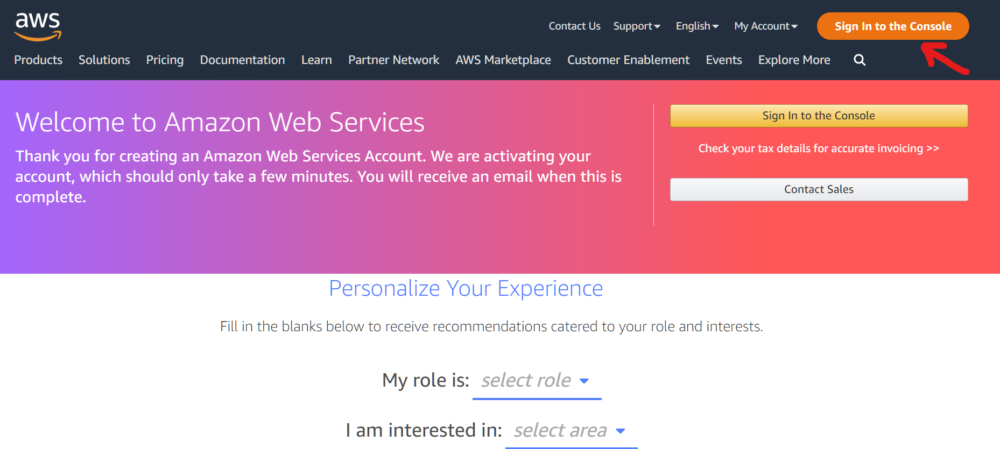 aws
Contact Us Support English My Account Sign In to the Console
Products Solutions Pricing Documentation Learn Partner Network AWS Marketplace Customer Enablement Events Explore More
Welcome to Amazon Web Services
Thank you for creating an Amazon Web Services Account. We are activating your
account, which should only take a few minutes. You will receive an email when this is
complete.
Sign In to the Console
Check your tax details for accurate invoicing >>
Contact Sales
Personalize Your Experience
Fill in the blanks below to receive recommendations catered to your role and interests.
My role is: select role
I am interested in: select area